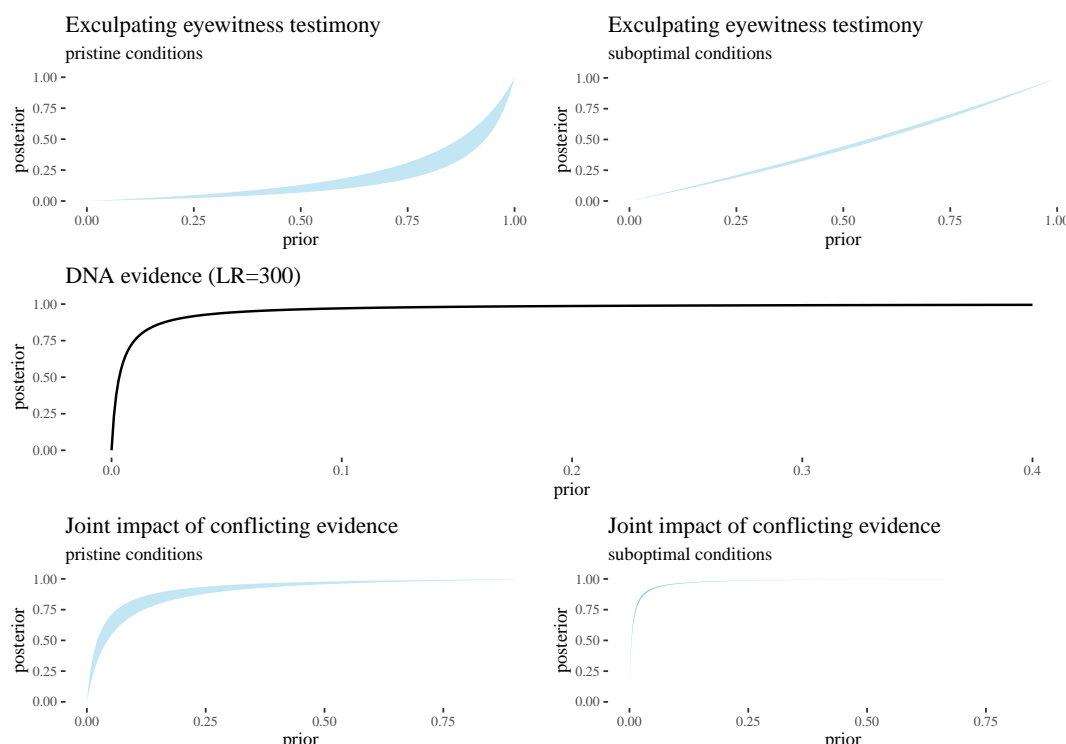 Exculpating eyewitness testimony
pristine conditions
1.00
0.75
0.50
0.25
0.00
posterior
0.00 0.25 0.50 0.75 1.00
prior
Exculpating eyewitness testimony
suboptimal conditions
1.00
0.75
0.50
0.25
0.00
posterior
0.00 0.25 0.50 0.75 1.00
prior
DNA evidence (LR=300)
1.00
0.75
0.50
0.25
0.00
posterior
0.0 0.1 0.2 0.3 0.4
prior
Joint impact of conflicting evidence
pristine conditions
1.00
0.75
0.50
0.25
0.00
posterior
0.00 0.25 0.50 0.75
prior
Joint impact of conflicting evidence
suboptimal conditions
1.00
0.75
0.50
0.25
0.00
posterior
0.00 0.25 0.50 0.75
prior